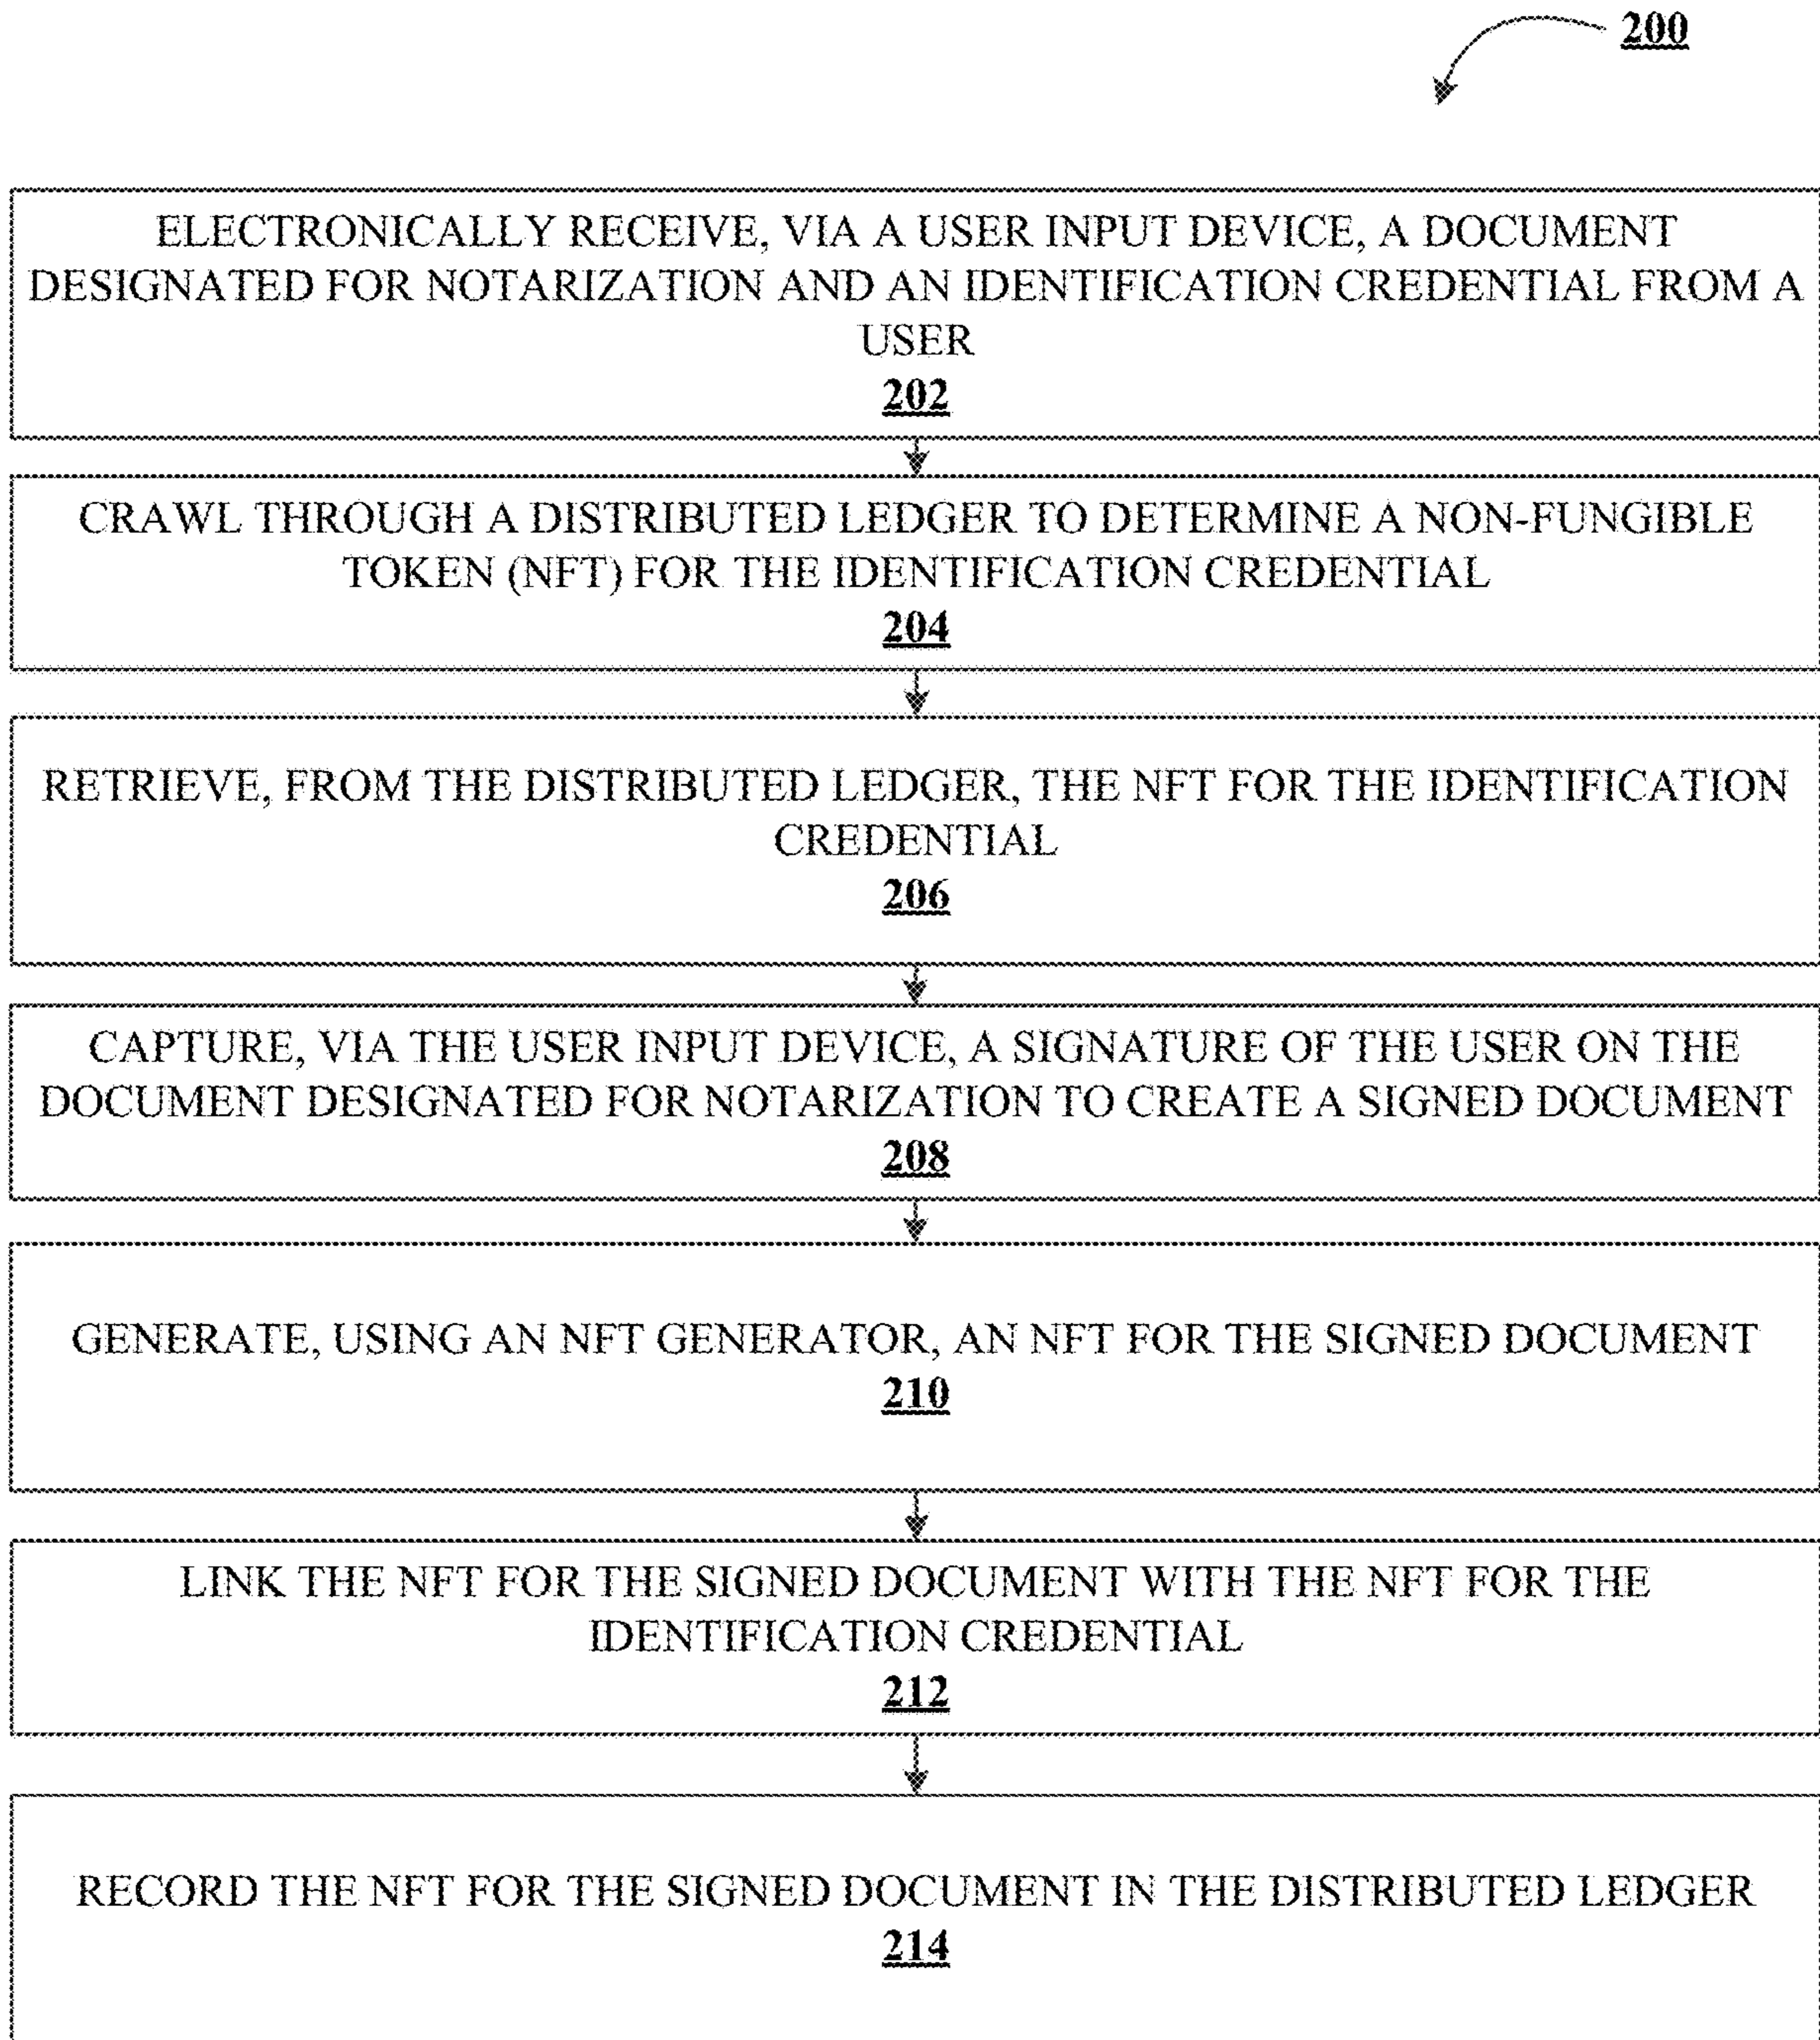 200
ELECTRONICALLY RECEIVE, VIA A USER INPUT DEVICE, A DOCUMENT
DESIGNATED FOR NOTARIZATION AND AN IDENTIFICATION CREDENTIAL FROM A
USER
202
CRAWL THROUGH A DISTRIBUTED LEDGER TO DETERMINE A NON-FUNGIBLE
TOKEN (NFT) FOR THE IDENTIFICATION CREDENTIAL
204
RETRIEVE, FROM THE DISTRIBUTED LEDGER, THE NFT FOR THE IDENTIFICATION
CREDENTIAL
206
CAPTURE, VIA THE USER INPUT DEVICE, A SIGNATURE OF THE USER ON THE
DOCUMENT DESIGNATED FOR NOTARIZATION TO CREATE A SIGNED DOCUMENT
208
GENERATE, USING AN NFT GENERATOR, AN NFT FOR THE SIGNED DOCUMENT
210
LINK THE NFT FOR THE SIGNED DOCUMENT WITH THE NFT FOR THE
IDENTIFICATION CREDENTIAL
212
RECORD THE NFT FOR THE SIGNED DOCUMENT IN THE DISTRIBUTED LEDGER
214